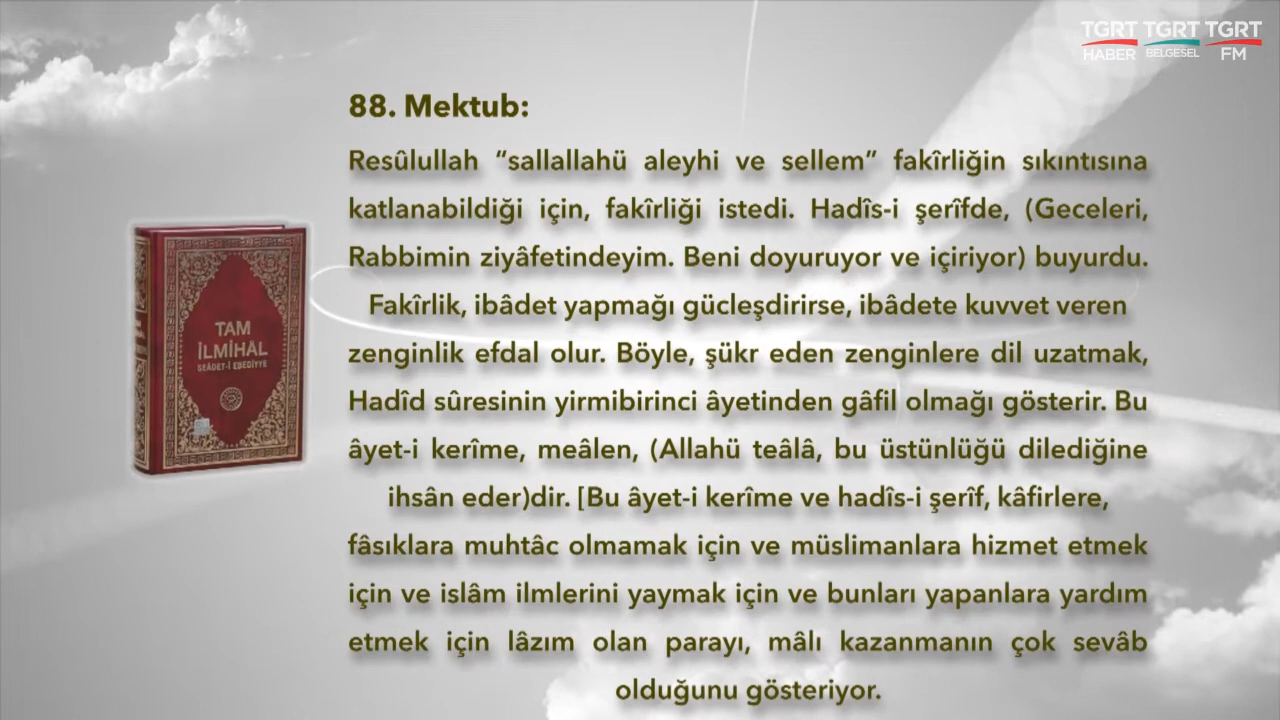 TGRT TGRT TGRT
HABER BELGESEL FM
88. Mektub:
Resûlullah “sallallahü aleyhi ve sellem” fakîrliğin sıkıntısına
katlanabildiği için, fakîrliği istedi. Hadîs-i şerîfde, (Geceleri,
Rabbimin ziyâfetindeyim. Beni doyuruyor ve içiriyor) buyurdu.
Fakîrlik, ibâdet yapmağı gücleşdirirse, ibâdete kuvvet veren
zenginlik efdal olur. Böyle, şükr eden zenginlere dil uzatmak,
Hadîd sûresinin yirmibirinci âyetinden gâfil olmağı gösterir. Bu
âyet-i kerîme, meâlen, (Allahü teâlâ, bu üstünlüğü dilediğine
ihsân eder)dir. [Bu âyet-i kerîme ve hadîs-i şerîf, kâfirlere,
fâsıklara muhtâc olmamak için ve müslimanlara hizmet etmek
için ve islâm ilmlerini yaymak için ve bunları yapanlara yardım
etmek için lâzım olan parayı, mâlı kazanmanın çok sevâb
olduğunu gösteriyor.
TAM
İLMİHAL
SEÂDET-İ EBEDİYYE